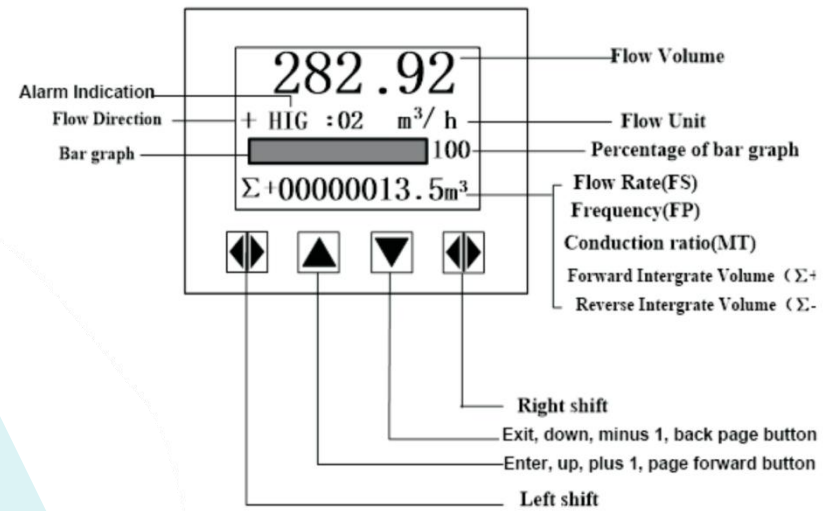 282.92
Flow Volume
Alarm Indication
Flow Direction
+ HIG :02 m³/ h
Flow Unit
Bar graph
100
Percentage of bar graph
Σ+00000013.5m³
Flow Rate(FS)
Frequency(FP)
Conduction ratio(MT)
Forward Intergrate Volume (Σ+
Reverse Intergrate Volume (Σ-
Right shift
Exit, down, minus 1, back page button
Enter, up, plus 1, page forward button
Left shift